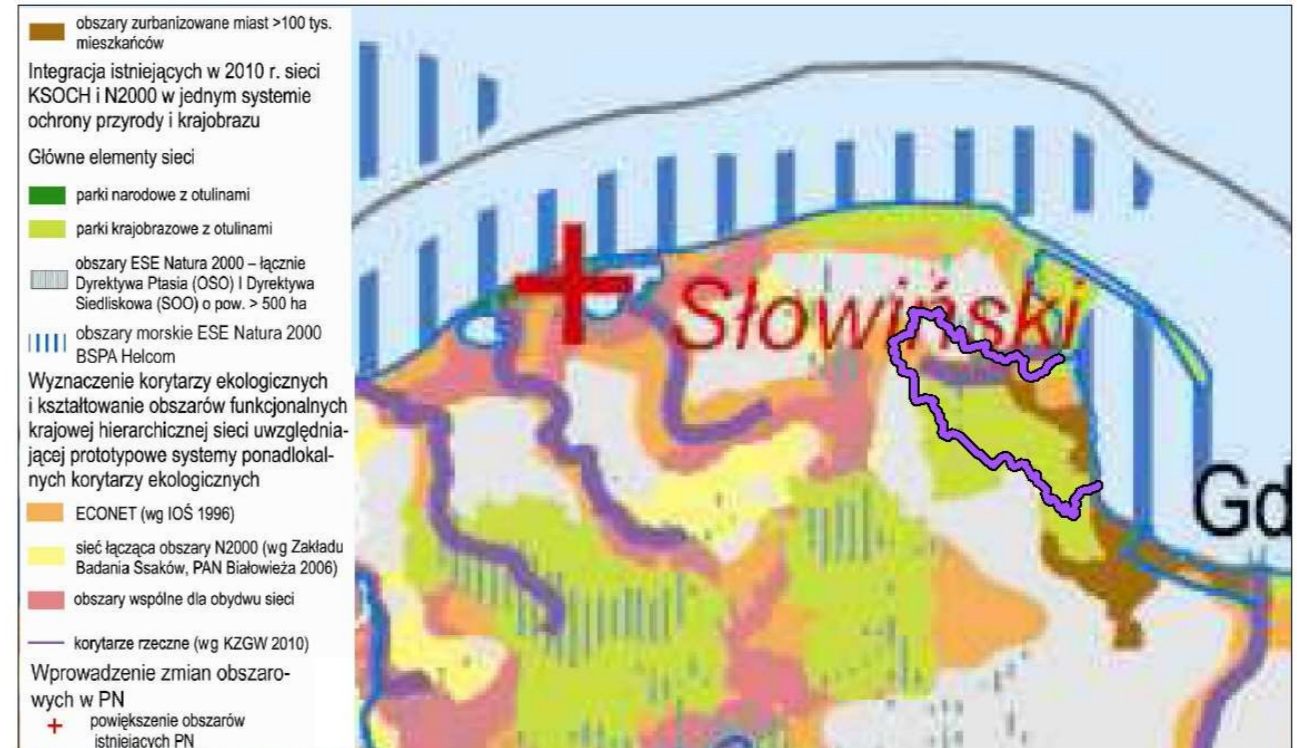 obszary zurbanizowane miast >100 tys.
mieszkańców
Integracja istniejących w 2010 r. sieci
KSOCH i N2000 w jednym systemie
ochrony przyrody i krajobrazu
Główne elementy sieci
parki narodowe z otulinami
parki krajobrazowe z otulinami
obszary ESE Natura 2000 – łącznie
Dyrektywa Ptasia (OSO) I Dyrektywa
Siedliskowa (SOO) o pow. > 500 ha
obszary morskie ESE Natura 2000
BSPA Helcom
Wyznaczenie korytarzy ekologicznych
i kształtowanie obszarów funkcjonalnych
krajowej hierarchicznej sieci uwzględnia-
jącej prototypowe systemy ponadlokal-
nych korytarzy ekologicznych
ECONET (wg IOŚ 1996)
sieć łącząca obszary N2000 (wg Zakładu
Badania Ssaków, PAN Białowieża 2006)
obszary wspólne dla obydwu sieci
korytarze rzeczne (wg KZGW 2010)
Wprowadzenie zmian obszaro-
wych w PN
powiększenie obszarów
istniejących PN
Słowiński
Gd